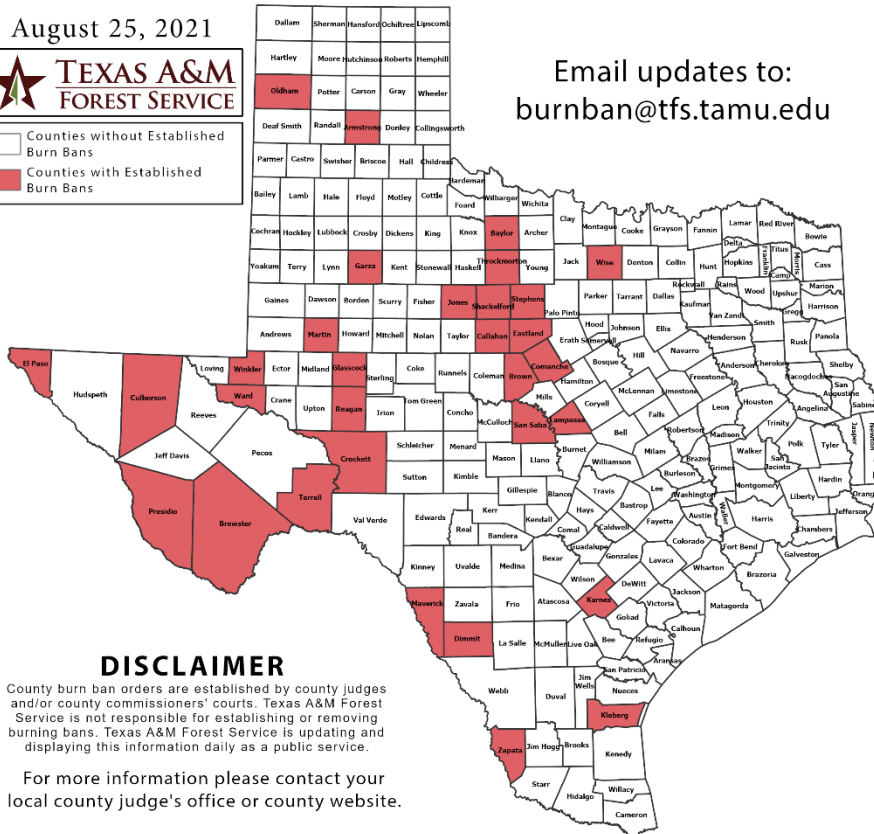 August 25, 2021
TEXAS A&M
FOREST SERVICE
Counties without Established
Burn Bans
Counties with Established
Burn Bans
Email updates to:
burnban@tfs.tamu.edu
Dallam Sherman Hansford Ochiltree Lipscomb
Hartley Moore Hutchinson Roberts Hemphill
Oldham Potter Carson Gray Wheeler
Deaf Smith Randall Armstrong Donley Collingsworth
Parmer Castro Swisher Briscoe Hall Childress
Hardeman
Bailey Lamb Hale Floyd Motley Cottle Foard Wilbarger Wichita
Clay Montague Cooke Grayson Fannin Lamar Red River Bowie
Cochran Hockley Lubbock Crosby Dickens King Knox Baylor Archer
Delta Titus Franklin Morris Hopkins Camp Cass
Yoakum Terry Lynn Garza Kent Stonewall Haskell Throckmorton Young Jack Wise Denton Collin Hunt
Rockwall Rains Wood Upshur Marion
Gaines Dawson Borden Scurry Fisher Jones Shackelford Stephens Palo Pinto Parker Tarrant Dallas Kaufman Van Zandt Gregg Harrison
Andrews Martin Howard Mitchell Nolan Taylor Callahan Eastland Erath Hood Somervell Johnson Ellis Henderson Smith Rusk Panola
El Paso Hudspeth Culberson Reeves Loving Winkler Ector Midland Glasscock Sterling Coke Runnels Coleman Brown Comanche Hamilton Bosque Hill Navarro Freestone Anderson Cherokee Nacogdoches Shelby
San Augustine Sabine
Ward Crane Upton Reagan Irion Tom Green Concho McCulloch San Saba Mills Lampasas Coryell McLennan Limestone Leon Houston Angelina
Falls Robertson Madison Trinity Polk Tyler Jasper Newton
Jeff Davis Pecos Crockett Schleicher Menard Mason Llano Burnet Bell Milam Brazos Grimes Walker San Jacinto Hardin
Sutton Kimble Gillespie Blanco Williamson Burleson Washington Montgomery Liberty Orange
Presidio Brewster Terrell Val Verde Edwards Kerr Kendall Hays Travis Bastrop Lee Austin Waller Harris Chambers Jefferson
Real Bandera Comal Caldwell Fayette Colorado Fort Bend Galveston
Kinney Uvalde Medina Bexar Guadalupe Gonzales Lavaca Wharton Brazoria
Maverick Zavala Frio Atascosa Wilson Karnes DeWitt Jackson Matagorda
Victoria Goliad Calhoun
Dimmit La Salle McMullen Live Oak Bee Refugio Aransas
San Patricio
Webb Duval Jim Wells Nueces
Kleberg
Zapata Jim Hogg Brooks Kenedy
Starr Hidalgo Willacy
Cameron
DISCLAIMER
County burn ban orders are established by county judges
and/or county commissioners' courts. Texas A&M Forest
Service is not responsible for establishing or removing
burning bans. Texas A&M Forest Service is updating and
displaying this information daily as a public service.
For more information please contact your
local county judge's office or county website.